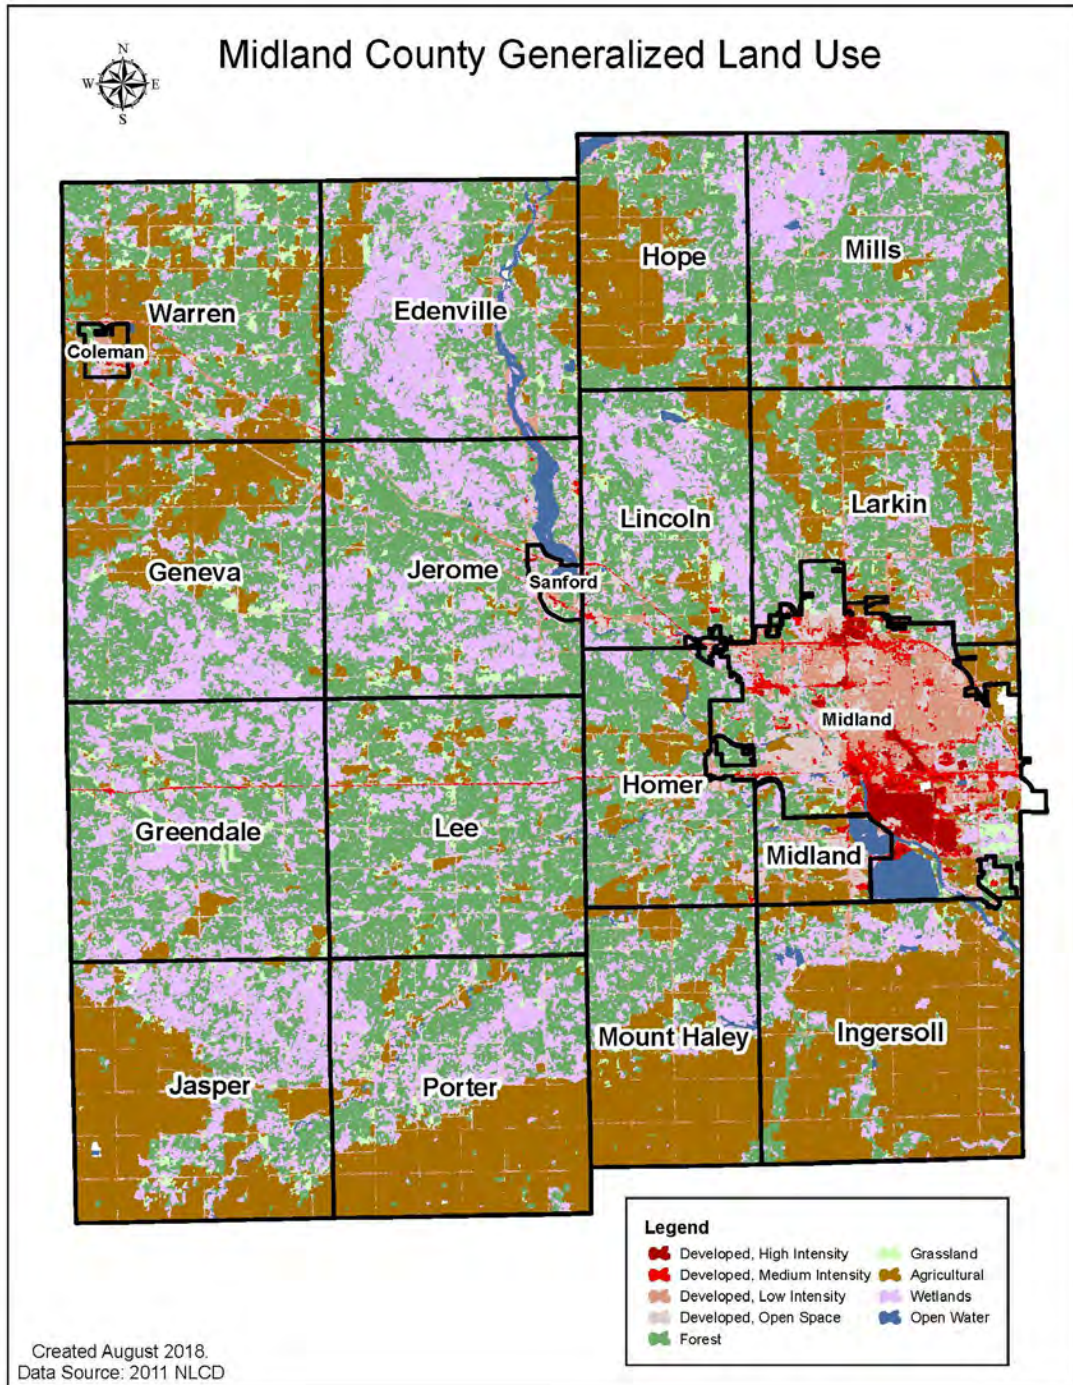 Midland County Generalized Land Use
N
W E
S
Hope
Mills
Warren
Edenville
Coleman
Lincoln
Larkin
Geneva
Jerome
Sanford
Midland
Homer
Greendale
Lee
Midland
Mount Haley
Ingersoll
Jasper
Porter
Legend
Developed, High Intensity
Developed, Medium Intensity
Developed, Low Intensity
Developed, Open Space
Forest
Grassland
Agricultural
Wetlands
Open Water
Created August 2018.
Data Source: 2011 NLCD